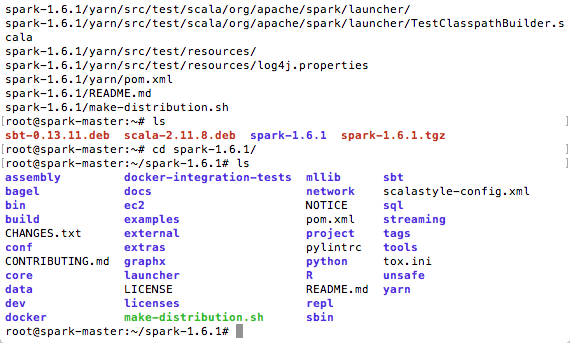 spark-1.6.1/yarn/src/test/scala/org/apache/spark/launcher/
spark-1.6.1/yarn/src/test/scala/org/apache/spark/launcher/TestClasspathBuilder.s
cala
spark-1.6.1/yarn/src/test/resources/
spark-1.6.1/yarn/src/test/resources/log4j.properties
spark-1.6.1/yarn/pom.xml
spark-1.6.1/README.md
spark-1.6.1/make-distribution.sh
[root@spark-master:~# ls ]
sbt-0.13.11.deb scala-2.11.8.deb spark-1.6.1 spark-1.6.1.tgz
[root@spark-master:~# cd spark-1.6.1/ ]
[root@spark-master:~/spark-1.6.1# ls ]
assembly docker-integration-tests mllib sbt
bagel docs network scalastyle-config.xml
bin ec2 NOTICE sql
build examples pom.xml streaming
CHANGES.txt external project tags
conf extras pylintrc tools
CONTRIBUTING.md graphx python tox.ini
core launcher R unsafe
data LICENSE README.md yarn
dev licenses repl
docker make-distribution.sh sbin
root@spark-master:~/spark-1.6.1#